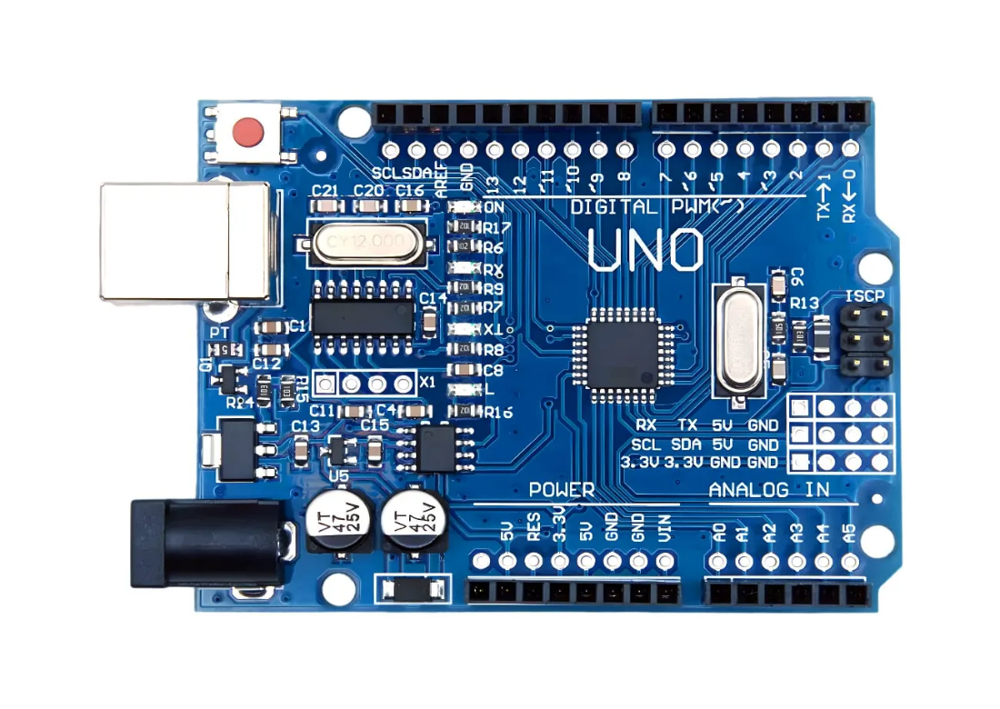 SCL SDA AREF GND 13 12 ~11 ~10 ~9 8 7 ~6 ~5 4 ~3 2 TX→1 RX←0
DIGITAL PWM(~)
UNO
C21 C20 C16
ON
R17
R6
RX
R9
R7
TX
R8
C8
L
R16
CY12.000
C14
C1
PT
C12
Q1
R24
R15
X1
C11 C4
C13 C15
U5
C6
R13
ISCP
RX TX 5V GND
SCL SDA 5V GND
3.3V 3.3V GND GND
POWER
ANALOG IN
5V RES 3.3V 5V GND GND VIN
A0 A1 A2 A3 A4 A5
VT
47
25V
VT
47
25V